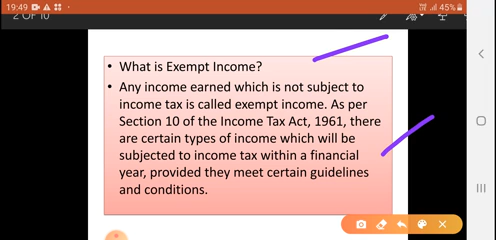 19:49
45%
2 OF 10
• What is Exempt Income?
• Any income earned which is not subject to
income tax is called exempt income. As per
Section 10 of the Income Tax Act, 1961, there
are certain types of income which will be
subjected to income tax within a financial
year, provided they meet certain guidelines
and conditions.